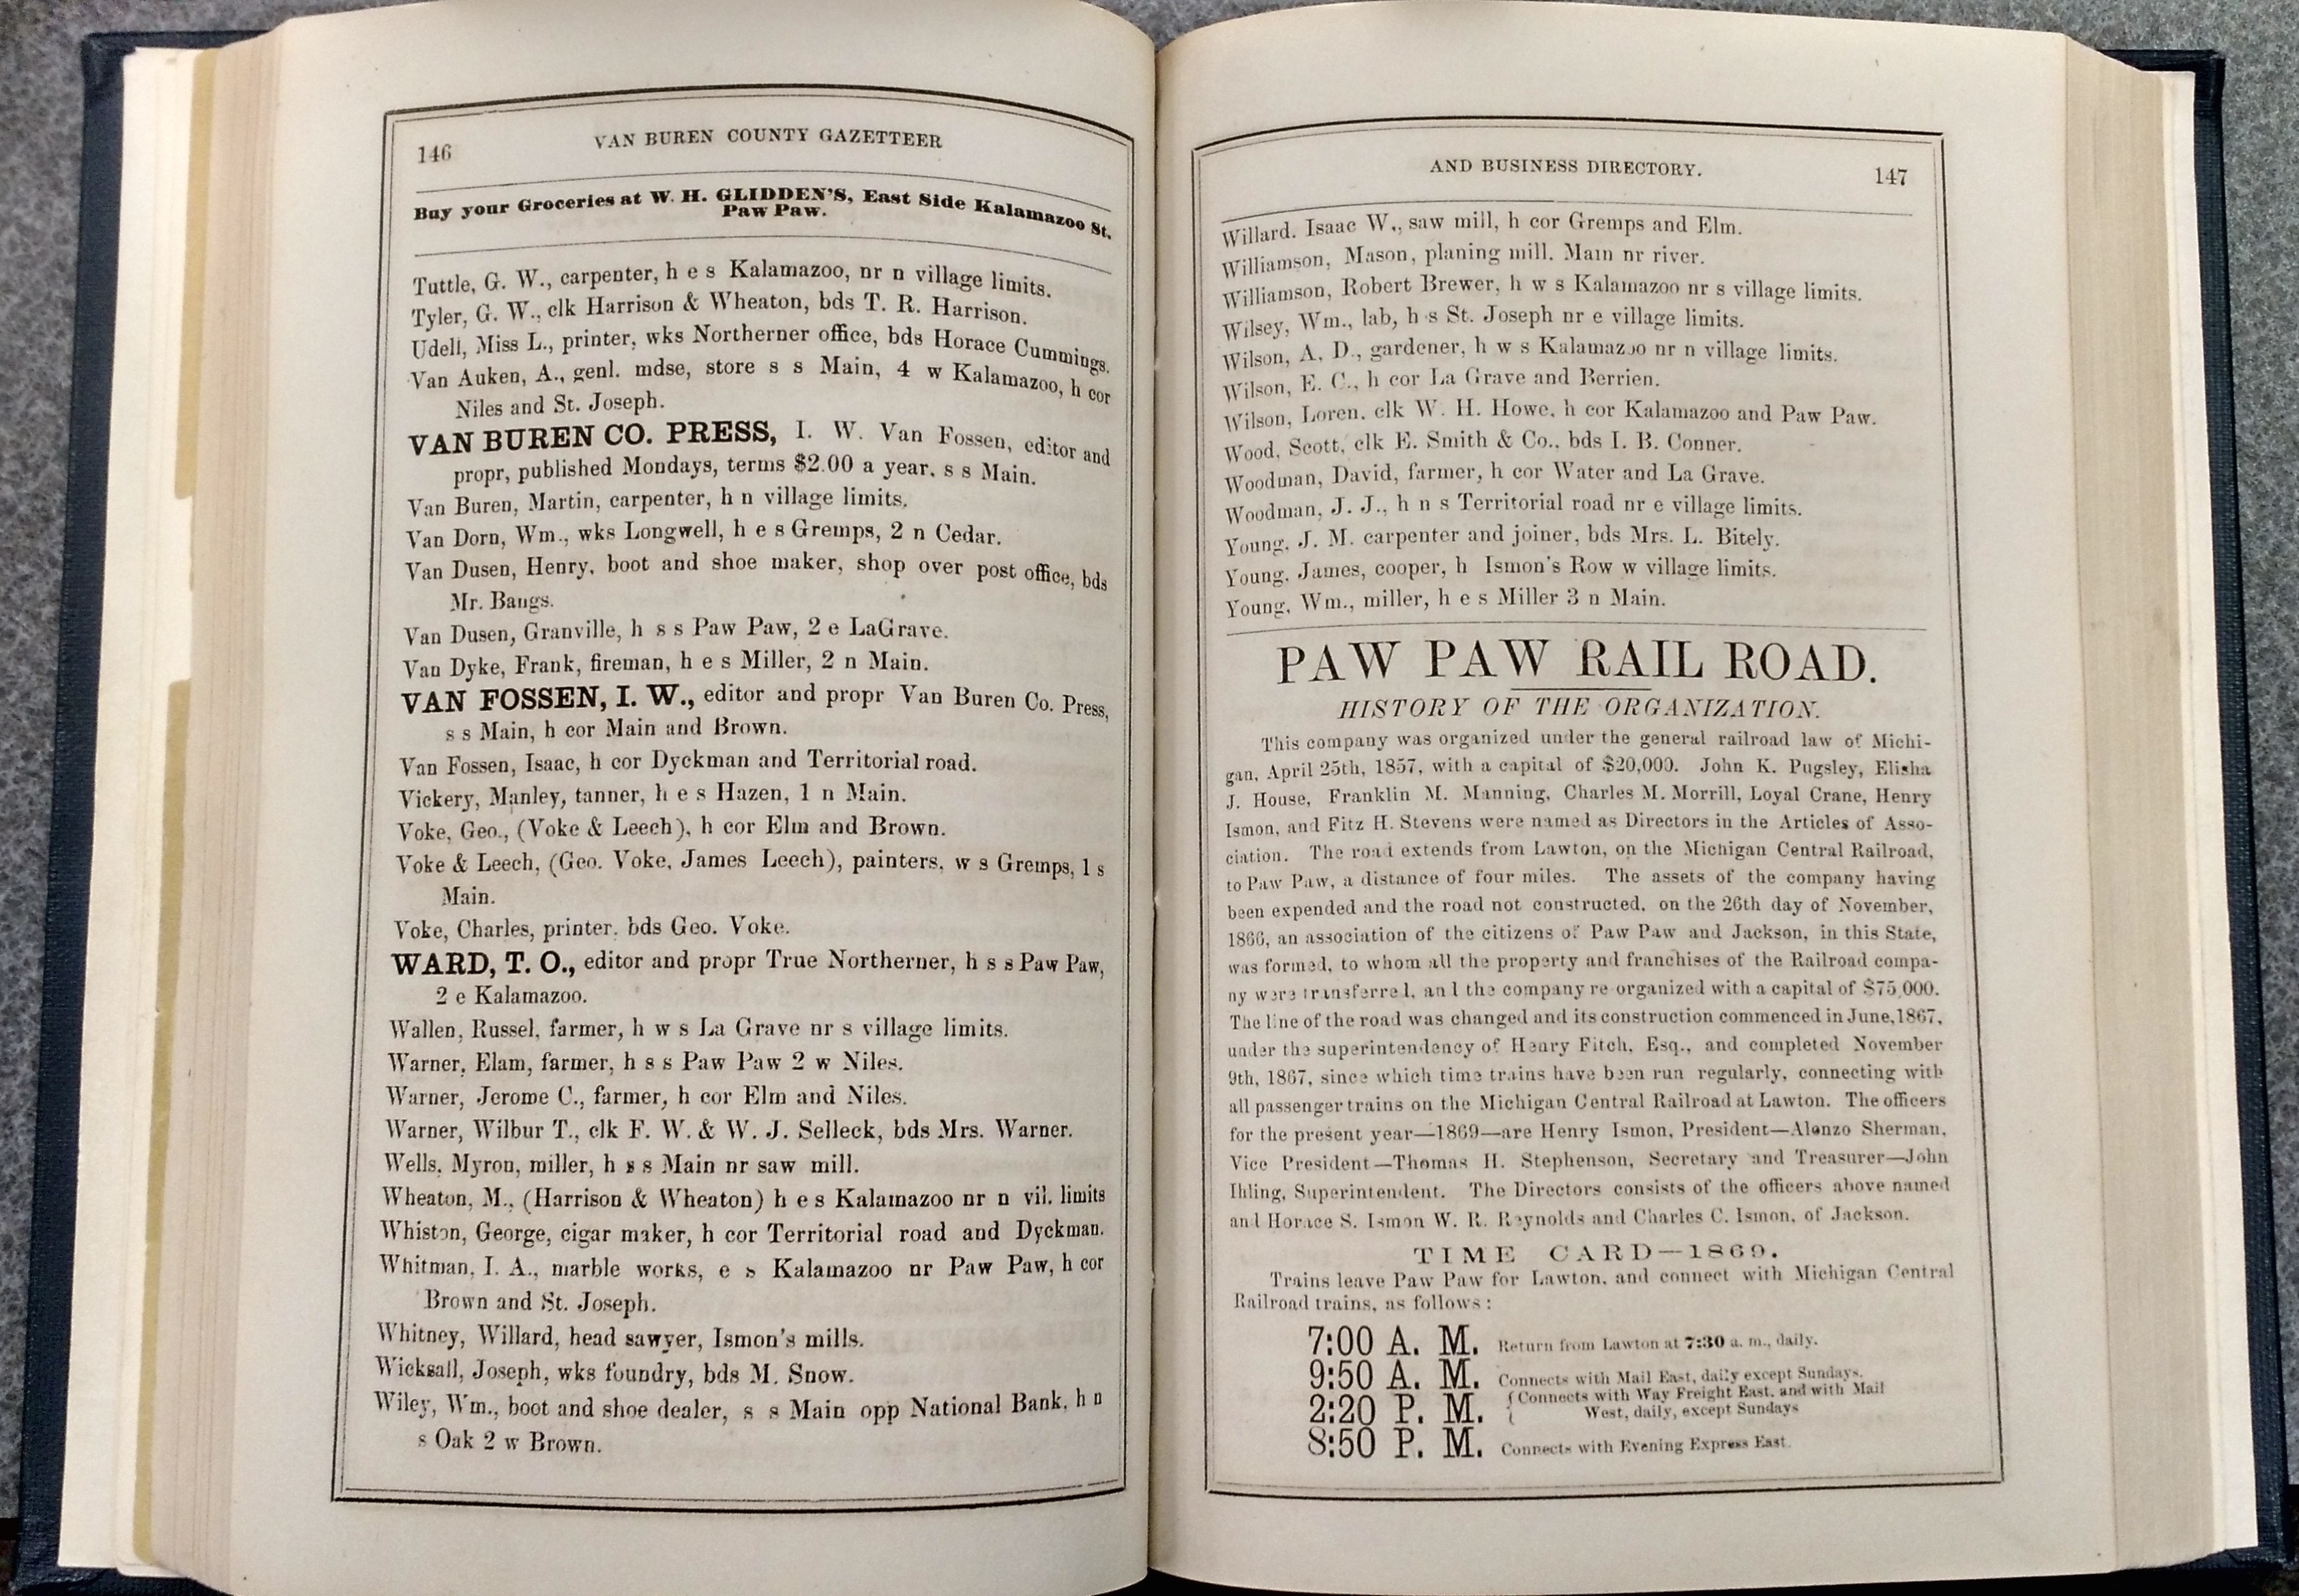 146
VAN BUREN COUNTY GAZETTEER
Buy your Groceries at W. H. GLIDDEN'S, East Side Kalamazoo St.
Paw Paw.
Tuttle, G. W., carpenter, h e s Kalamazoo, nr n village limits.
Tyler, G. W., clk Harrison & Wheaton, bds T. R. Harrison.
Udell, Miss L., printer, wks Northerner office, bds Horace Cummings.
Van Auken, A., genl. mdse, store s s Main, 4 w Kalamazoo, h cor
Niles and St. Joseph.
VAN BUREN CO. PRESS, I. W. Van Fossen, editor and
propr, published Mondays, terms $2.00 a year, s s Main.
Van Buren, Martin, carpenter, h n village limits.
Van Dorn, Wm., wks Longwell, h e s Gremps, 2 n Cedar.
Van Dusen, Henry, boot and shoe maker, shop over post office, bds
Mr. Bangs.
Van Dusen, Granville, h s s Paw Paw, 2 e LaGrave.
Van Dyke, Frank, fireman, h e s Miller, 2 n Main.
VAN FOSSEN, I. W., editor and propr Van Buren Co. Press,
s s Main, h cor Main and Brown.
Van Fossen, Isaac, h cor Dyckman and Territorial road.
Vickery, Manley, tanner, h e s Hazen, 1 n Main.
Voke, Geo., (Voke & Leech), h cor Elm and Brown.
Voke & Leech, (Geo. Voke, James Leech), painters, w s Gremps, 1 s
Main.
Voke, Charles, printer, bds Geo. Voke.
WARD, T. O., editor and propr True Northerner, h s s Paw Paw,
2 e Kalamazoo.
Wallen, Russel, farmer, h w s La Grave nr s village limits.
Warner, Elam, farmer, h s s Paw Paw 2 w Niles.
Warner, Jerome C., farmer, h cor Elm and Niles.
Warner, Wilbur T., clk F. W. & W. J. Selleck, bds Mrs. Warner.
Wells, Myron, miller, h s s Main nr saw mill.
Wheaton, M., (Harrison & Wheaton) h e s Kalamazoo nr n vil. limits
Whiston, George, cigar maker, h cor Territorial road and Dyckman.
Whitman, I. A., marble works, e s Kalamazoo nr Paw Paw, h cor
Brown and St. Joseph.
Whitney, Willard, head sawyer, Ismon's mills.
Wicksall, Joseph, wks foundry, bds M. Snow.
Wiley, Wm., boot and shoe dealer, s s Main opp National Bank, h n
s Oak 2 w Brown.
AND BUSINESS DIRECTORY.
147
Willard, Isaac W., saw mill, h cor Gremps and Elm.
Williamson, Mason, planing mill, Main nr river.
Williamson, Robert Brewer, h w s Kalamazoo nr s village limits.
Wilsey, Wm., lab, h s St. Joseph nr e village limits.
Wilson, A. D., gardener, h w s Kalamazoo nr n village limits.
Wilson, E. C., h cor La Grave and Berrien.
Wilson, Loren, clk W. H. Howe, h cor Kalamazoo and Paw Paw.
Wood, Scott, clk E. Smith & Co., bds I. B. Conner.
Woodman, David, farmer, h cor Water and La Grave.
Woodman, J. J., h n s Territorial road nr e village limits.
Young, J. M. carpenter and joiner, bds Mrs. L. Bitely.
Young, James, cooper, h Ismon's Row w village limits.
Young, Wm., miller, h e s Miller 3 n Main.
PAW PAW RAIL ROAD.
HISTORY OF THE ORGANIZATION.
This company was organized under the general railroad law of Michi-
gan, April 25th, 1857, with a capital of $20,000. John K. Pugsley, Elisha
J. House, Franklin M. Manning, Charles M. Morrill, Loyal Crane, Henry
Ismon, and Fitz H. Stevens were named as Directors in the Articles of Asso-
ciation. The road extends from Lawton, on the Michigan Central Railroad,
to Paw Paw, a distance of four miles. The assets of the company having
been expended and the road not constructed, on the 26th day of November,
1866, an association of the citizens of Paw Paw and Jackson, in this State,
was formed, to whom all the property and franchises of the Railroad compa-
ny were transferred, and the company re organized with a capital of $75,000.
The line of the road was changed and its construction commenced in June, 1867,
under the superintendency of Henry Fitch, Esq., and completed November
9th, 1867, since which time trains have been run regularly, connecting with
all passenger trains on the Michigan Central Railroad at Lawton. The officers
for the present year—1869—are Henry Ismon, President—Alonzo Sherman,
Vice President—Thomas H. Stephenson, Secretary and Treasurer—John
Ihling, Superintendent. The Directors consists of the officers above named
and Horace S. Ismon W. R. Reynolds and Charles C. Ismon, of Jackson.
TIME CARD—1869.
Trains leave Paw Paw for Lawton, and connect with Michigan Central
Railroad trains, as follows:
7:00 A. M. Return from Lawton at 7:30 a. m., daily.
9:50 A. M. Connects with Mail East, daily except Sundays.
2:20 P. M. { Connects with Way Freight East, and with Mail
West, daily, except Sundays
8:50 P. M. Connects with Evening Express East.